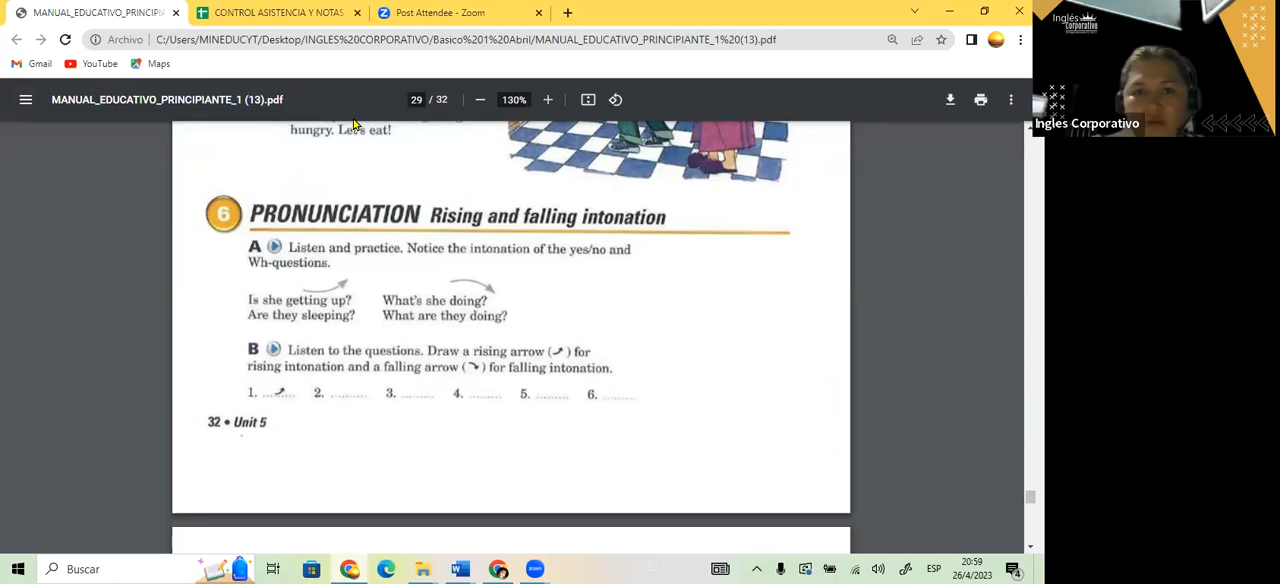 MANUAL_EDUCATIVO_PRINCIPIA
CONTROL ASISTENCIA Y NOTAS
Post Attendee - Zoom
Archivo
C:/Users/MINEDUCYT/Desktop/INGLES%20CORPORATIVO/Basico%201%20Abril/MANUAL_EDUCATIVO_PRINCIPIANTE_1%20(13).pdf
Gmail
YouTube
Maps
MANUAL_EDUCATIVO_PRINCIPIANTE_1 (13).pdf
29 / 32
130%
Inglés
Corporativo
Ingles Corporativo
hungry. Let's eat!
6 PRONUNCIATION Rising and falling intonation
A Listen and practice. Notice the intonation of the yes/no and
Wh-questions.
Is she getting up? What's she doing?
Are they sleeping? What are they doing?
B Listen to the questions. Draw a rising arrow (⤴) for
rising intonation and a falling arrow (⤵) for falling intonation.
1. ...⤴... 2. ......... 3. ......... 4. ......... 5. ......... 6. .........
32 • Unit 5
Buscar
ESP
20:59
26/4/2023
4